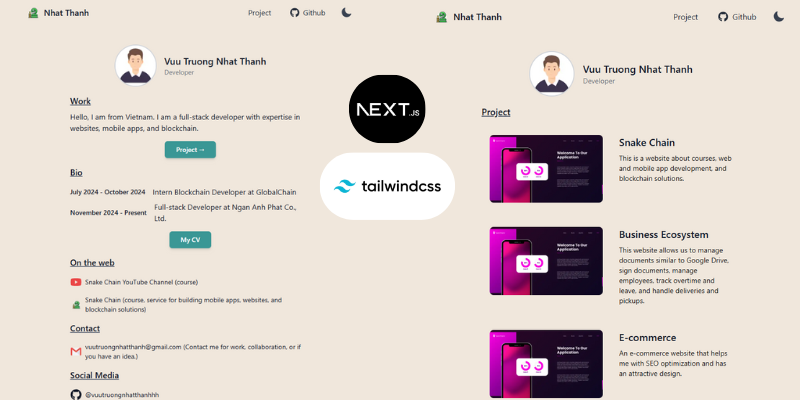 Nhat Thanh
Project
Github
Vuu Truong Nhat Thanh
Developer
Work
Hello, I am from Vietnam. I am a full-stack developer with expertise in
websites, mobile apps, and blockchain.
Project →
Bio
July 2024 - October 2024 Intern Blockchain Developer at GlobalChain
November 2024 - Present Full-stack Developer at Ngan Anh Phat Co.,
Ltd.
My CV
On the web
Snake Chain YouTube Channel (course)
Snake Chain (course, service for building mobile apps, websites, and
blockchain solutions)
Contact
vuutruongnhatthanh@gmail.com (Contact me for work, collaboration, or if
you have an idea.)
Social Media
@vuutruongnhatthanhhh
NEXT.JS
tailwindcss
Nhat Thanh
Project
Github
Vuu Truong Nhat Thanh
Developer
Project
Welcome To Our
Application
Snake Chain
This is a website about courses, web
and mobile app development, and
blockchain solutions.
Welcome To Our
Application
Business Ecosystem
This website allows us to manage
documents similar to Google Drive,
sign documents, manage
employees, track overtime and
leave, and handle deliveries and
pickups.
Welcome To Our
Application
E-commerce
An e-commerce website that helps
me with SEO optimization and has
an attractive design.